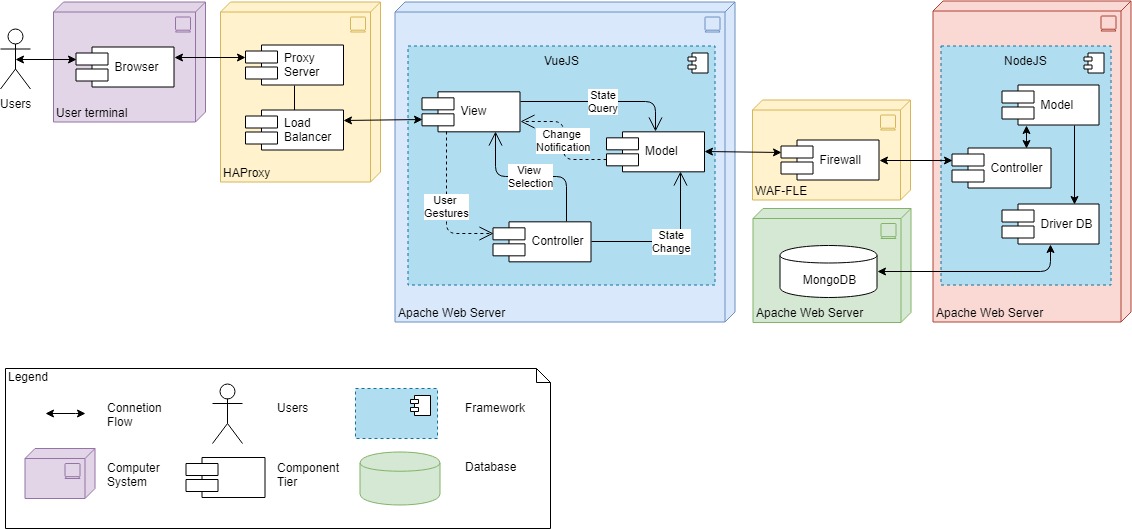 Users
Browser
User terminal
Proxy
Server
Load
Balancer
HAProxy
VueJS
View
State
Query
Change
Notification
Model
View
Selection
User
Gestures
Controller
State
Change
Apache Web Server
Firewall
WAF-FLE
MongoDB
Apache Web Server
NodeJS
Model
Controller
Driver DB
Apache Web Server
Legend
Connetion
Flow
Users
Framework
Computer
System
Component
Tier
Database